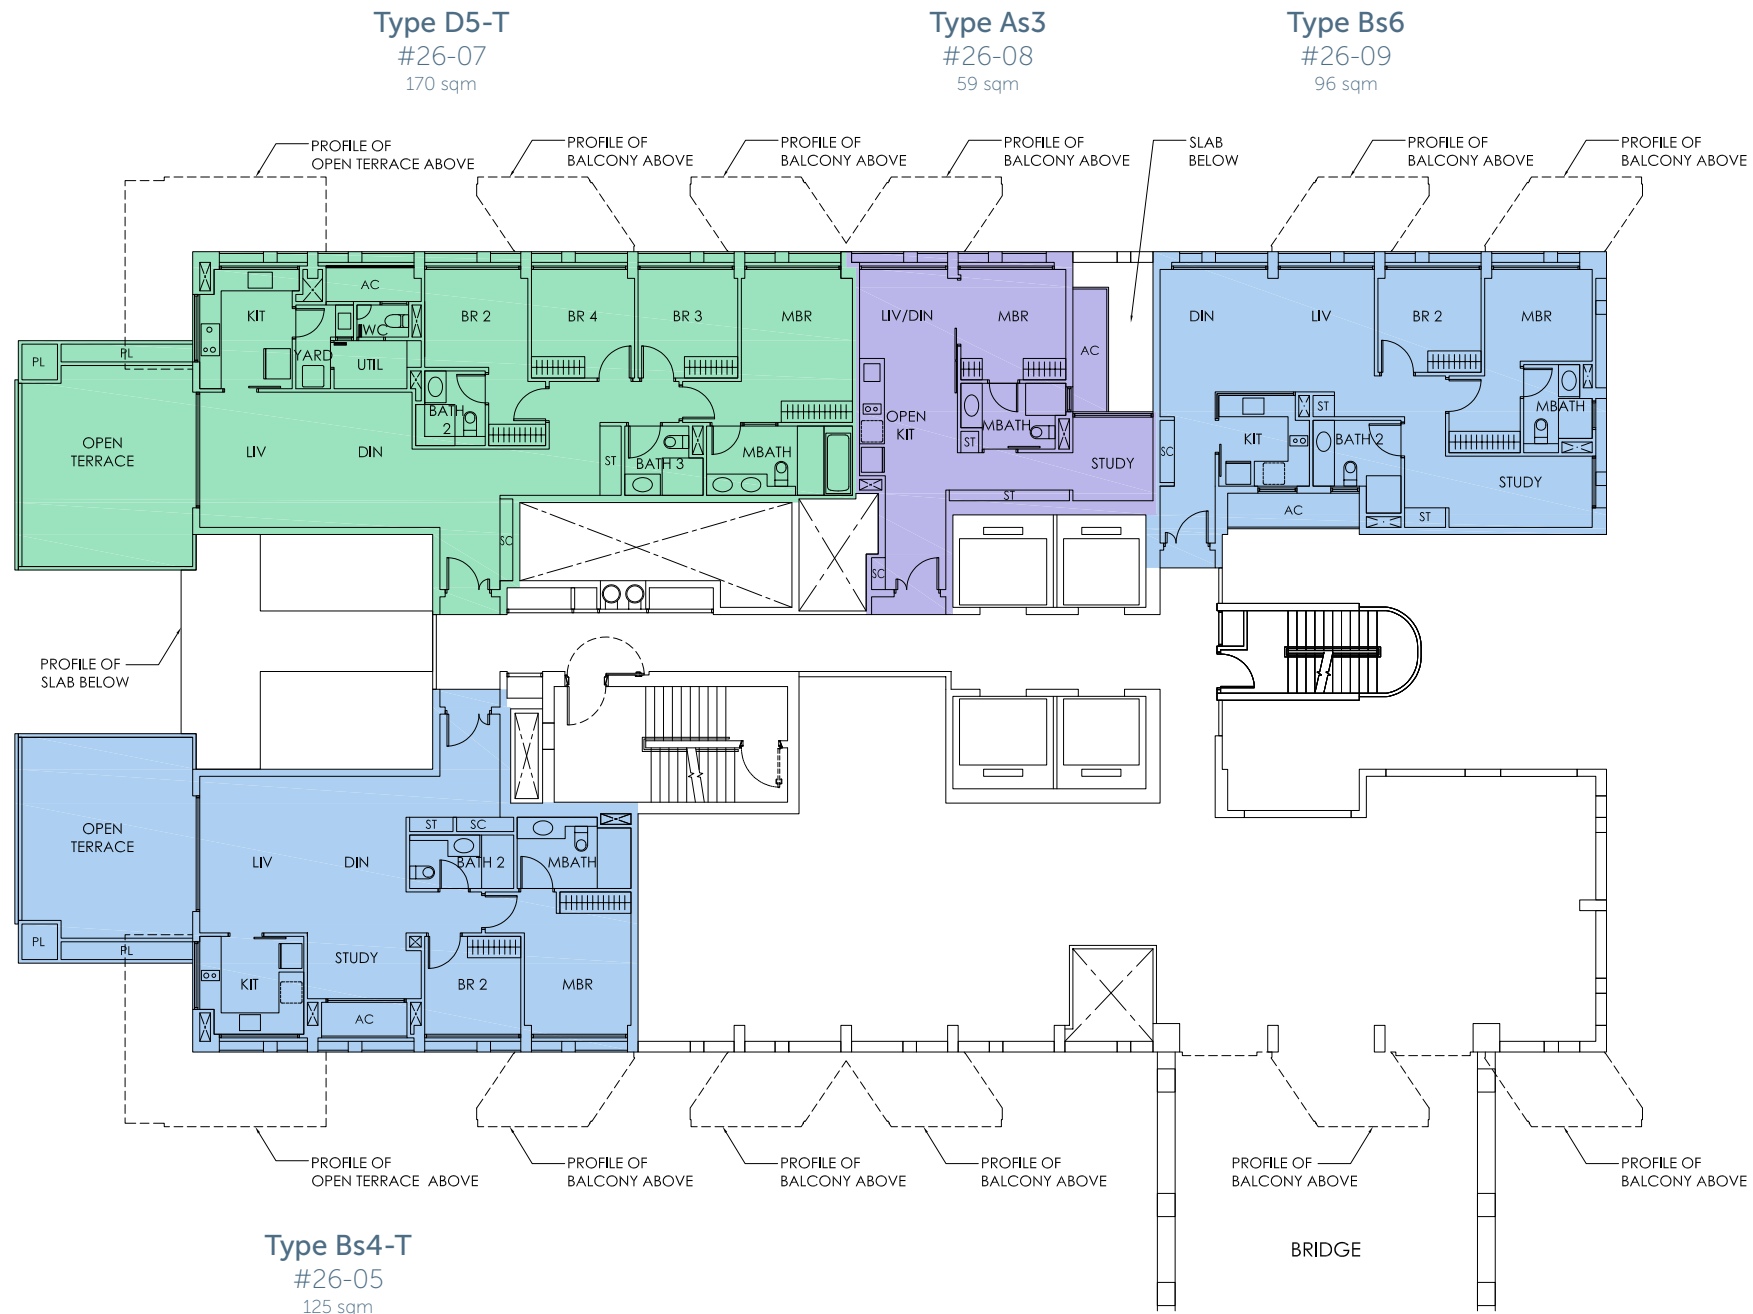 Type D5-T
#26-07
170 sqm
Type As3
#26-08
59 sqm
Type Bs6
#26-09
96 sqm
PROFILE OF
OPEN TERRACE ABOVE
PROFILE OF
BALCONY ABOVE
PROFILE OF
BALCONY ABOVE
PROFILE OF
BALCONY ABOVE
SLAB
BELOW
PROFILE OF
BALCONY ABOVE
PROFILE OF
BALCONY ABOVE
AC
KIT
WC
BR 2
BR 4
BR 3
MBR
YARD
UTIL
PL
PL
OPEN
TERRACE
LIV
DIN
BATH
2
ST
BATH 3
MBATH
SC
LIV/DIN
MBR
AC
OPEN
KIT
MBATH
ST
STUDY
ST
SC
DIN
LIV
BR 2
MBR
ST
MBATH
KIT
BATH 2
SC
STUDY
AC
ST
PROFILE OF
SLAB BELOW
OPEN
TERRACE
LIV
DIN
ST
SC
BATH 2
MBATH
PL
PL
STUDY
KIT
BR 2
MBR
AC
PROFILE OF
OPEN TERRACE ABOVE
PROFILE OF
BALCONY ABOVE
PROFILE OF
BALCONY ABOVE
PROFILE OF
BALCONY ABOVE
PROFILE OF
BALCONY ABOVE
PROFILE OF
BALCONY ABOVE
Type Bs4-T
#26-05
125 sqm
BRIDGE